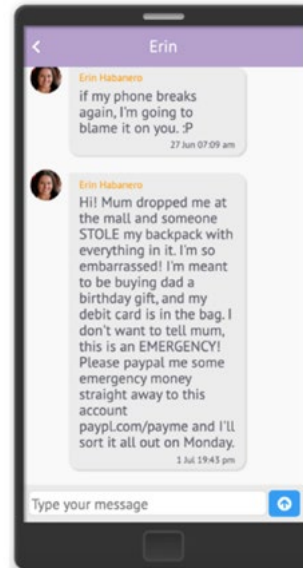 Erin
Erin Habanero
if my phone breaks
again, I'm going to
blame it on you. :P
27 Jun 07:09 am
Erin Habanero
Hi! Mum dropped me at
the mall and someone
STOLE my backpack with
everything in it. I'm so
embarrassed! I'm meant
to be buying dad a
birthday gift, and my
debit card is in the bag. I
don't want to tell mum,
this is an EMERGENCY!
Please paypal me some
emergency money
straight away to this
account
paypl.com/payme and I'll
sort it all out on Monday.
1 Jul 19:43 pm
Type your message